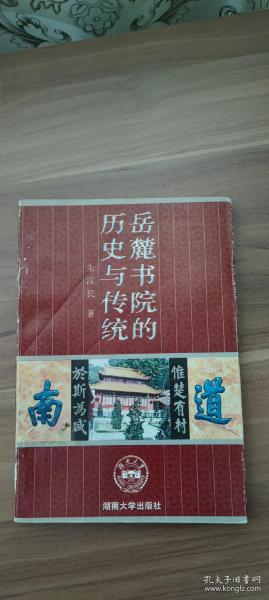 岳麓书院的
历史与传统
朱汉民 著
道
惟楚有材
於斯為盛
南
湖南大学出版社
孔夫子旧书网